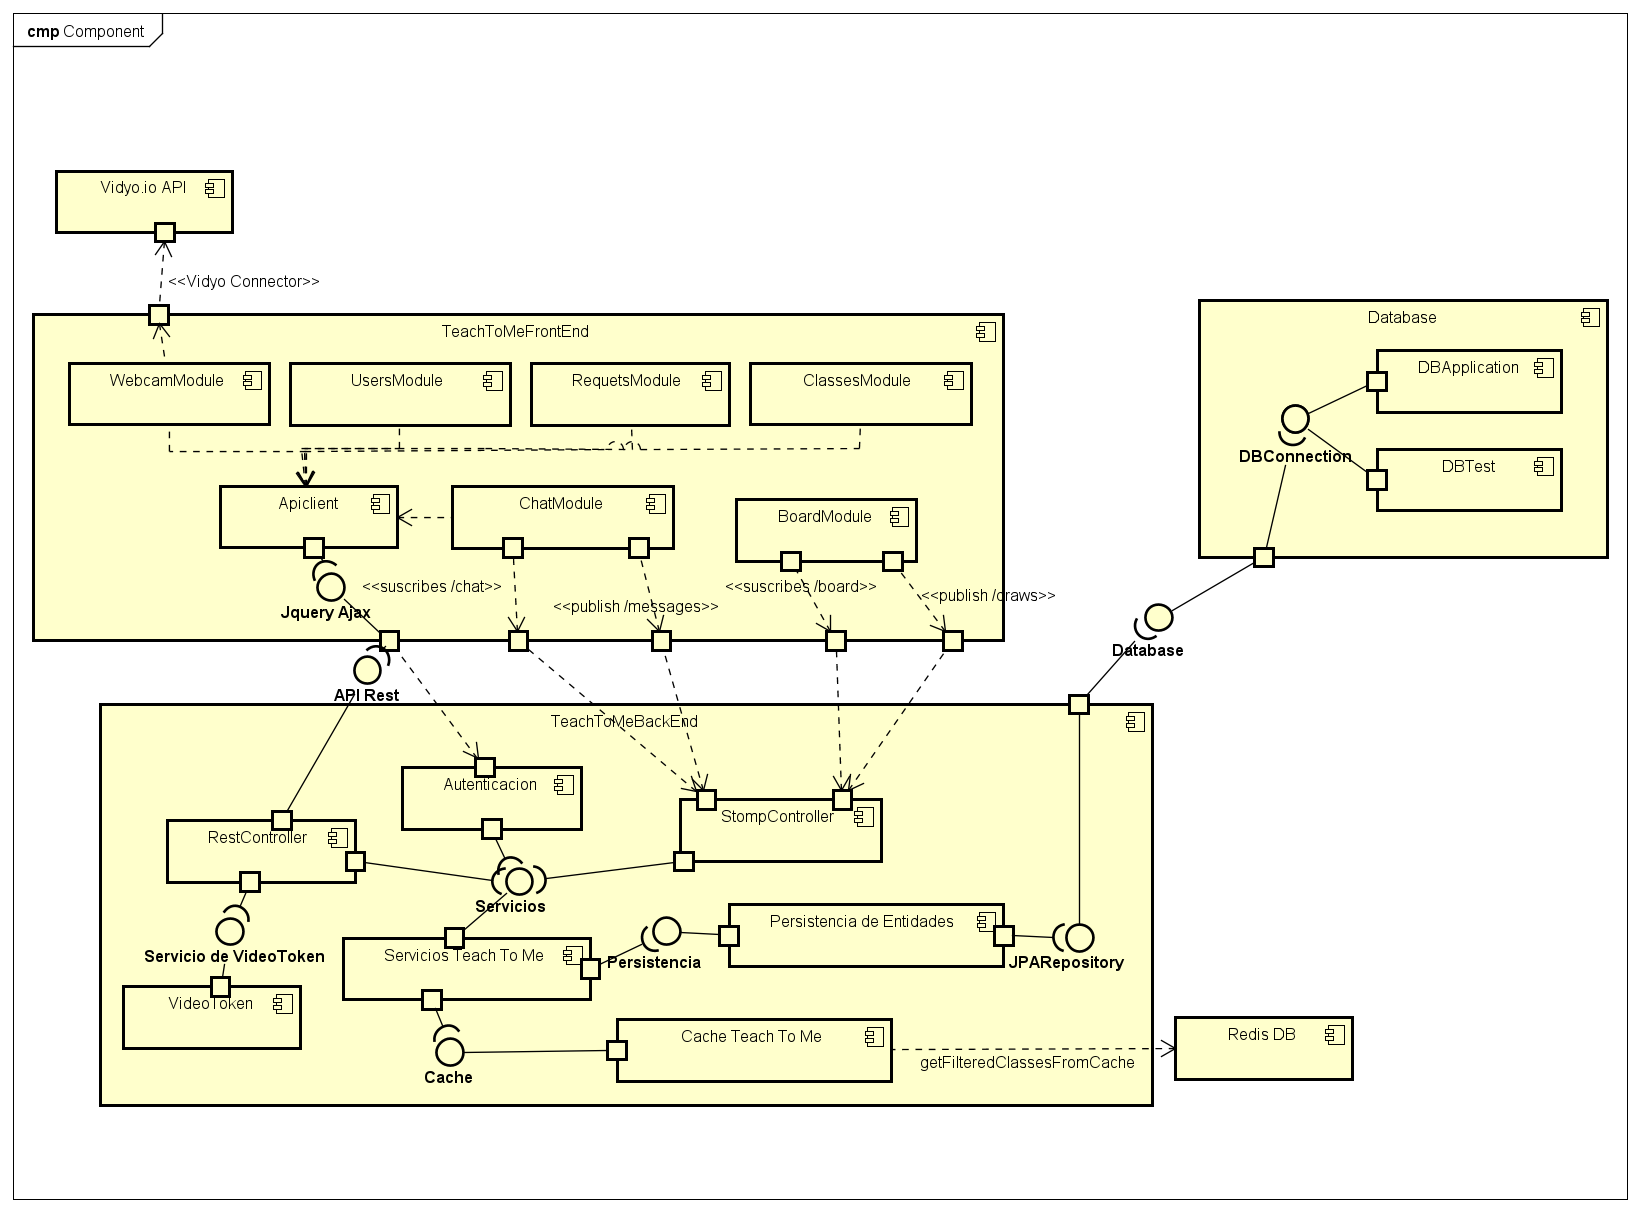 cmp Component
Vidyo.io API
<<Vidyo Connector>>
TeachToMeFrontEnd
WebcamModule
UsersModule
RequetsModule
ClassesModule
Apiclient
ChatModule
BoardModule
<<suscribes /chat>>
<<publish /messages>>
<<suscribes /board>>
<<publish /draws>>
Jquery Ajax
API Rest
Database
DBApplication
DBConnection
DBTest
Database
TeachToMeBackEnd
Autenticacion
StompController
RestController
Servicios
Servicio de VideoToken
VideoToken
Servicios Teach To Me
Persistencia
Persistencia de Entidades
JPARepository
Cache
Cache Teach To Me
getFilteredClassesFromCache
Redis DB